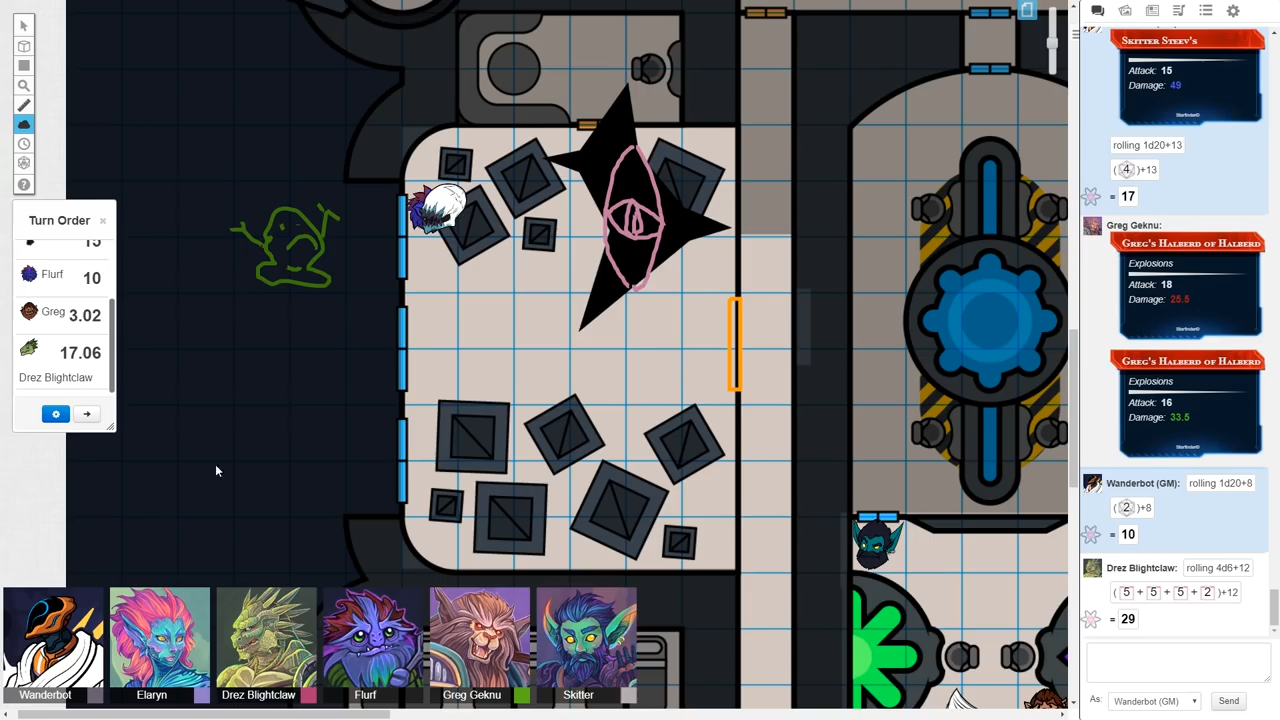 Turn Order ×
15
Flurf 10
Greg 3.02
17.06
Drez Blightclaw
Wanderbot
Elaryn
Drez Blightclaw
Flurf
Greg Geknu
Skitter
Skitter Steev's
Attack: 15
Damage: 49
Starfinder
rolling 1d20+13
(4)+13
= 17
Greg Geknu:
Greg's Halberd of Halberd
Explosions
Attack: 18
Damage: 25.5
Starfinder
Greg's Halberd of Halberd
Explosions
Attack: 16
Damage: 33.5
Starfinder
Wanderbot (GM): rolling 1d20+8
(2)+8
= 10
Drez Blightclaw: rolling 4d6+12
(5+5+5+2)+12
= 29
As: Wanderbot (GM) Send